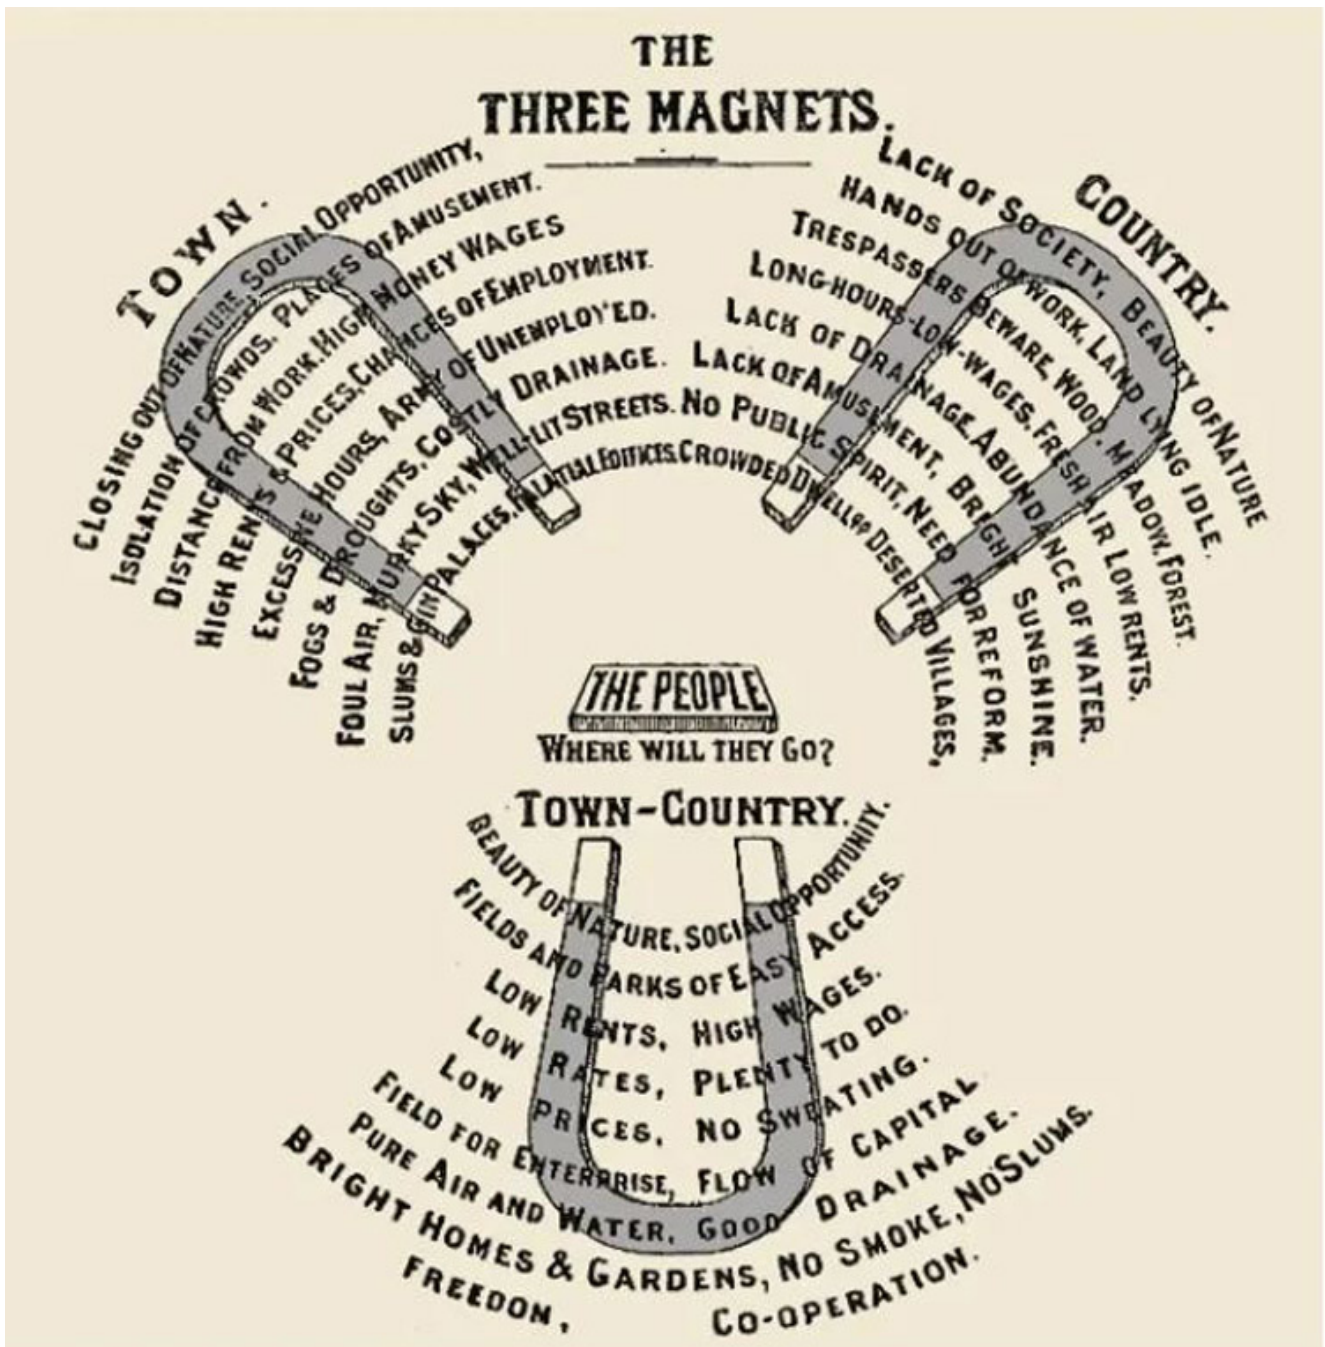 THE
THREE MAGNETS.
TOWN.
CLOSING OUT OF NATURE. SOCIAL OPPORTUNITY,
ISOLATION OF CROWDS. PLACES OF AMUSEMENT.
DISTANCE FROM WORK. HIGH MONEY WAGES
HIGH RENTS & PRICES, CHANCES OF EMPLOYMENT.
EXCESSIVE HOURS, ARMY OF UNEMPLOYED.
FOGS & DROUGHTS, COSTLY DRAINAGE.
FOUL AIR, MURKY SKY, WELL-LIT STREETS.
SLUMS & GIN PALACES, PALATIAL EDIFICES.
COUNTRY.
LACK OF SOCIETY, BEAUTY OF NATURE
HANDS OUT OF WORK, LAND LYING IDLE.
TRESPASSERS BEWARE, WOOD, MEADOW, FOREST.
LONG-HOURS-LOW-WAGES, FRESH AIR LOW RENTS.
LACK OF DRAINAGE, ABUNDANCE OF WATER.
LACK OF AMUSEMENT, BRIGHT SUNSHINE.
NO PUBLIC SPIRIT, NEED FOR REFORM.
CROWDED DWELLGS DESERTED VILLAGES,
THE PEOPLE
WHERE WILL THEY GO?
TOWN-COUNTRY.
BEAUTY OF NATURE, SOCIAL OPPORTUNITY.
FIELDS AND PARKS OF EASY ACCESS.
LOW RENTS, HIGH WAGES.
LOW RATES, PLENTY TO DO.
LOW PRICES, NO SWEATING.
FIELD FOR ENTERPRISE, FLOW OF CAPITAL
PURE AIR AND WATER, GOOD DRAINAGE.
BRIGHT HOMES & GARDENS, NO SMOKE, NO SLUMS.
FREEDOM, CO-OPERATION.